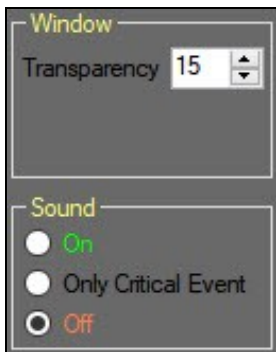 Window
Transparency 15
Sound
On
Only Critical Event
Off